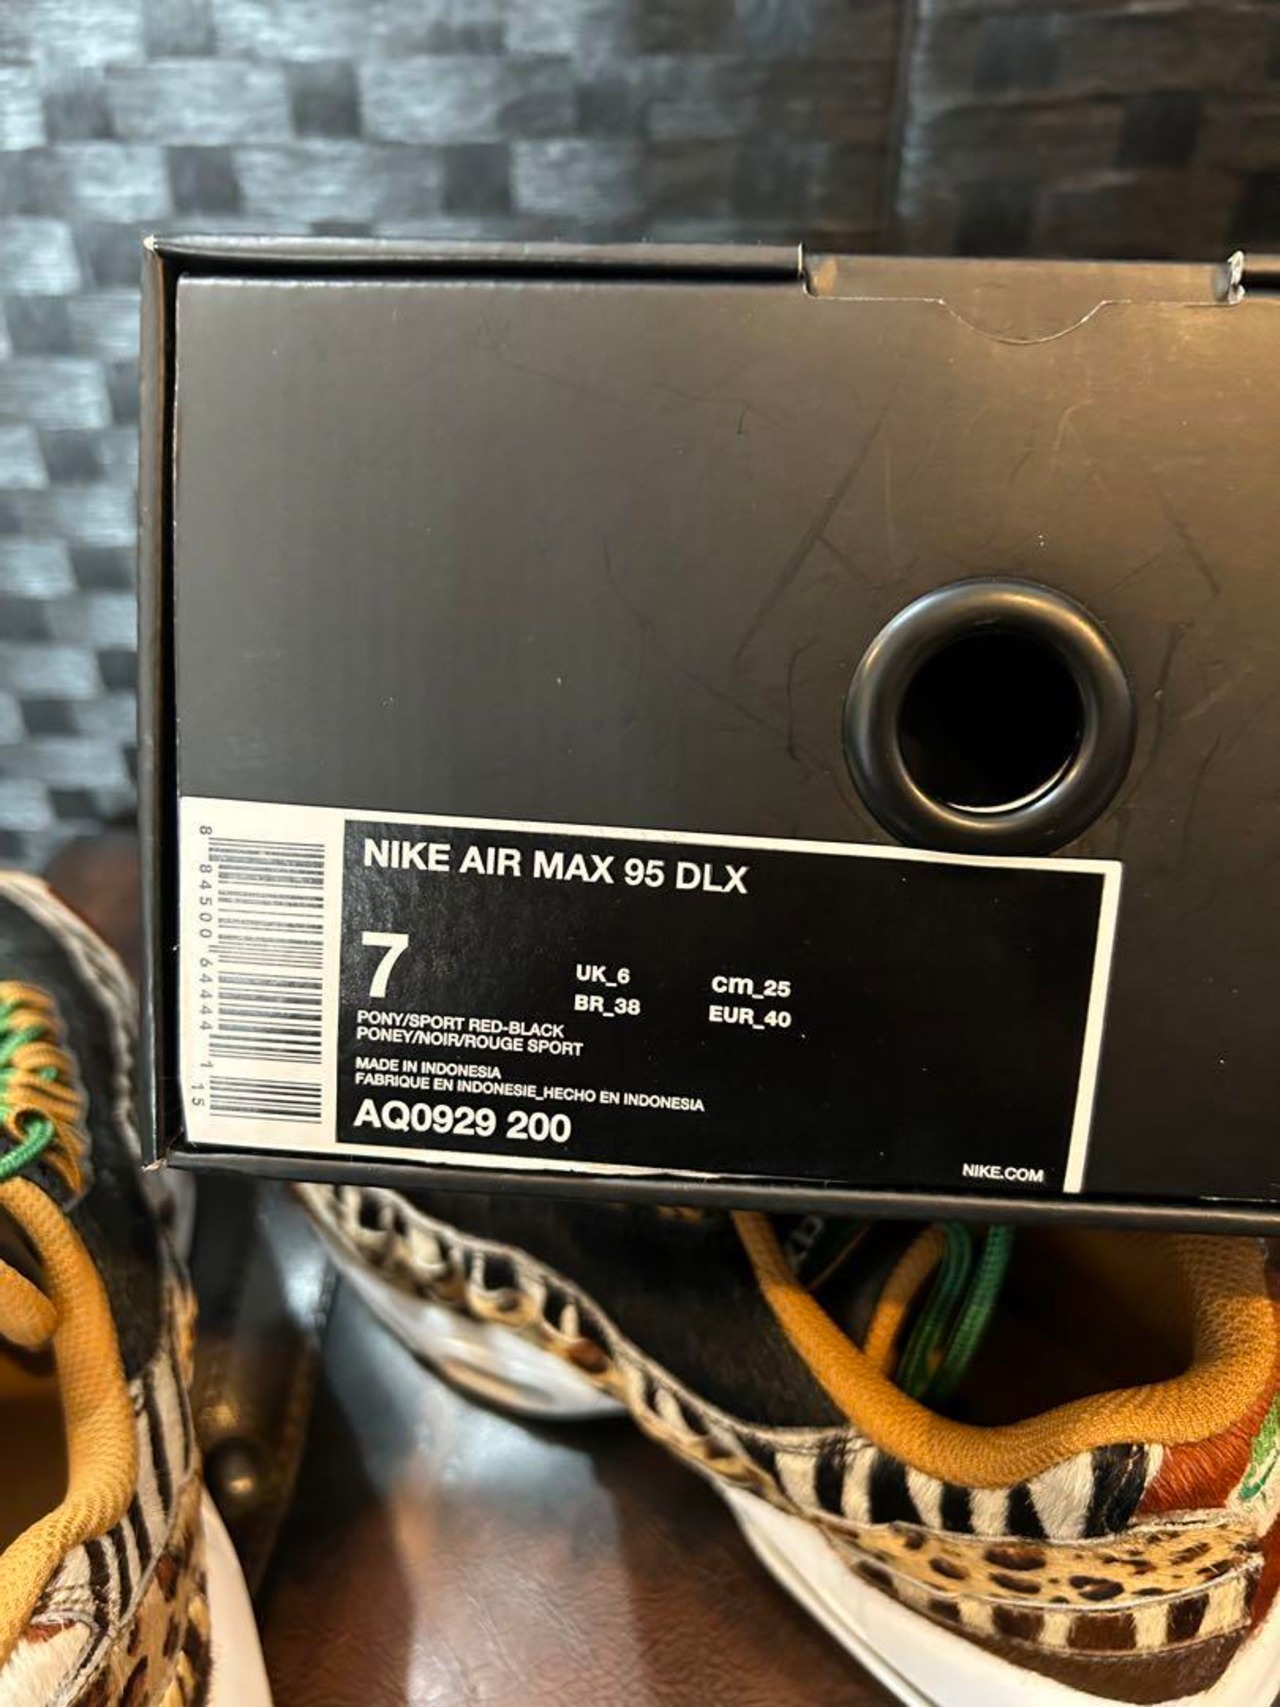 NIKE AIR MAX 95 DLX
7
UK_6 cm_25
BR_38 EUR_40
PONY/SPORT RED-BLACK
PONEY/NOIR/ROUGE SPORT
MADE IN INDONESIA
FABRIQUE EN INDONESIE_HECHO EN INDONESIA
AQ0929 200
NIKE.COM
8 84500 64444 1 15